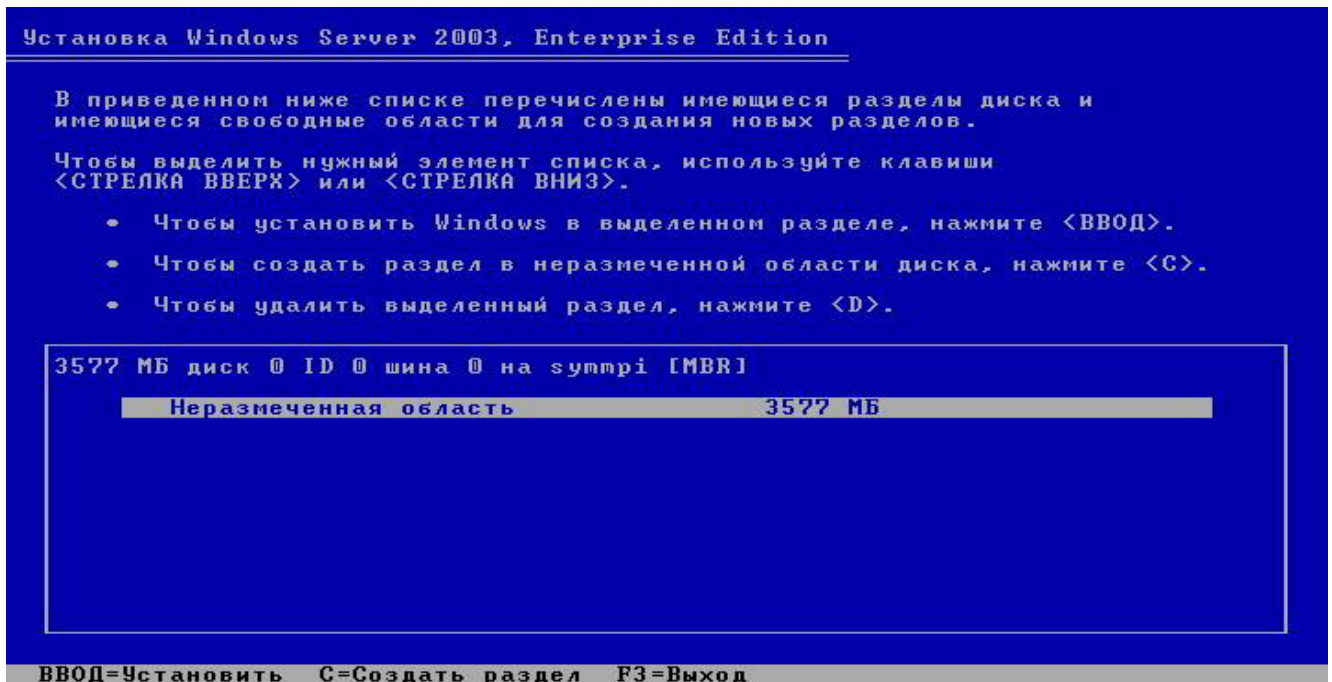 Установка Windows Server 2003, Enterprise Edition
В приведенном ниже списке перечислены имеющиеся разделы диска и
имеющиеся свободные области для создания новых разделов.
Чтобы выделить нужный элемент списка, используйте клавиши
<СТРЕЛКА ВВЕРХ> или <СТРЕЛКА ВНИЗ>.
• Чтобы установить Windows в выделенном разделе, нажмите <ВВОД>.
• Чтобы создать раздел в неразмеченной области диска, нажмите <C>.
• Чтобы удалить выделенный раздел, нажмите <D>.
3577 МБ диск 0 ID 0 шина 0 на symmpi [MBR]
Неразмеченная область 3577 МБ
ВВОД=Установить C=Создать раздел F3=Выход